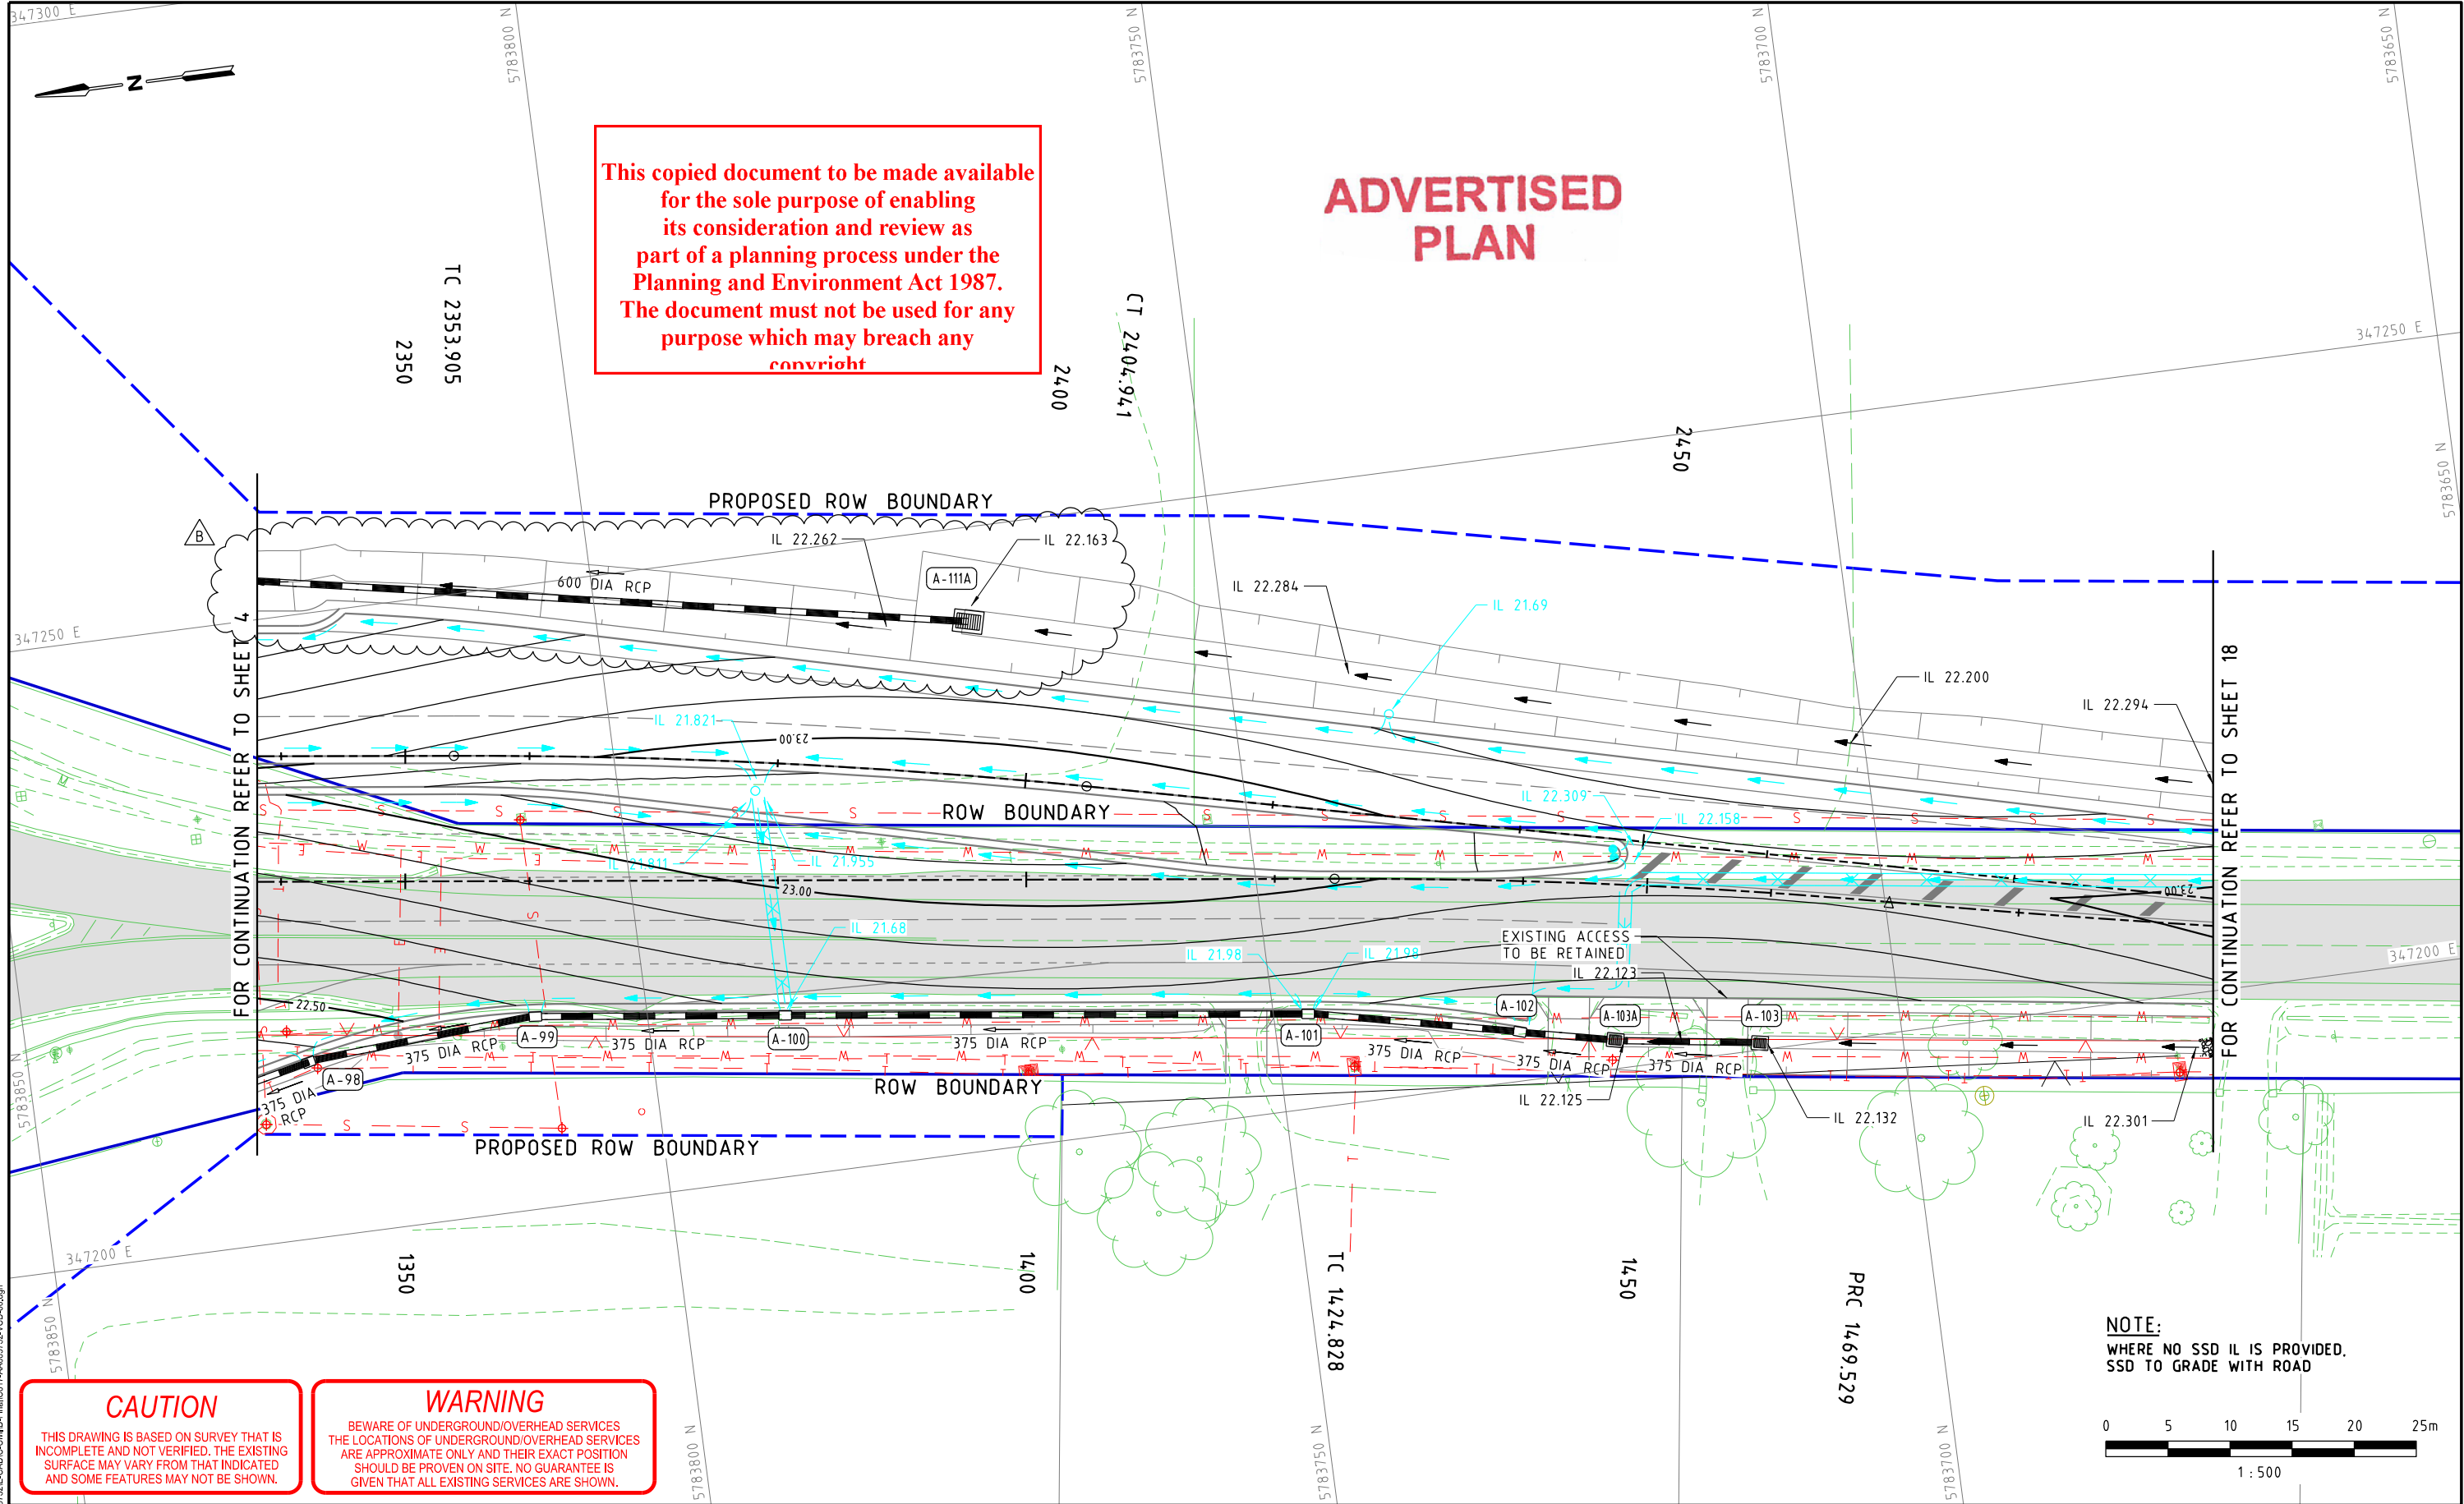 347300 E
5783800 N
5783750 N
5783700 N
5783650 N
N
This copied document to be made available
for the sole purpose of enabling
its consideration and review as
part of a planning process under the
Planning and Environment Act 1987.
The document must not be used for any
purpose which may breach any
copyright
ADVERTISED
PLAN
TC 2353.905
2350
2400
CT 2404.941
2450
347250 E
5783650 N
PROPOSED ROW BOUNDARY
B
IL 22.262
IL 22.163
600 DIA RCP
A-111A
IL 22.284
IL 21.69
347250 E
FOR CONTINUATION REFER TO SHEET 4
IL 22.200
IL 22.294
FOR CONTINUATION REFER TO SHEET 18
IL 21.821
23.00
ROW BOUNDARY
IL 22.309
IL 22.158
IL 21.811
IL 21.955
23.00
23.00
IL 21.68
IL 21.98
IL 21.98
EXISTING ACCESS
TO BE RETAINED
IL 22.123
347200 E
22.50
A-98
A-99
A-100
A-101
A-102
A-103A
A-103
375 DIA
RCP
375 DIA RCP
375 DIA RCP
375 DIA RCP
375 DIA RCP
375 DIA RCP
375 DIA RCP
ROW BOUNDARY
IL 22.125
IL 22.132
IL 22.301
PROPOSED ROW BOUNDARY
5783850 N
347200 E
1350
1400
TC 1424.828
1450
PRC 1469.529
5783850 N
5783800 N
5783750 N
5783700 N
NOTE:
WHERE NO SSD IL IS PROVIDED,
SSD TO GRADE WITH ROAD
0 5 10 15 20 25m
1 : 500
CAUTION
THIS DRAWING IS BASED ON SURVEY THAT IS
INCOMPLETE AND NOT VERIFIED. THE EXISTING
SURFACE MAY VARY FROM THAT INDICATED
AND SOME FEATURES MAY NOT BE SHOWN.
WARNING
BEWARE OF UNDERGROUND/OVERHEAD SERVICES
THE LOCATIONS OF UNDERGROUND/OVERHEAD SERVICES
ARE APPROXIMATE ONLY AND THEIR EXACT POSITION
SHOULD BE PROVEN ON SITE. NO GUARANTEE IS
GIVEN THAT ALL EXISTING SERVICES ARE SHOWN.